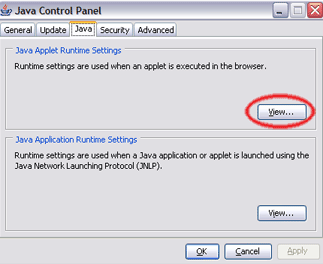 Java Control Panel
General Update Java Security Advanced
Java Applet Runtime Settings
Runtime settings are used when an applet is executed in the browser.
View...
Java Application Runtime Settings
Runtime settings are used when a Java application or applet is launched using the
Java Network Launching Protocol (JNLP).
View...
OK Cancel Apply